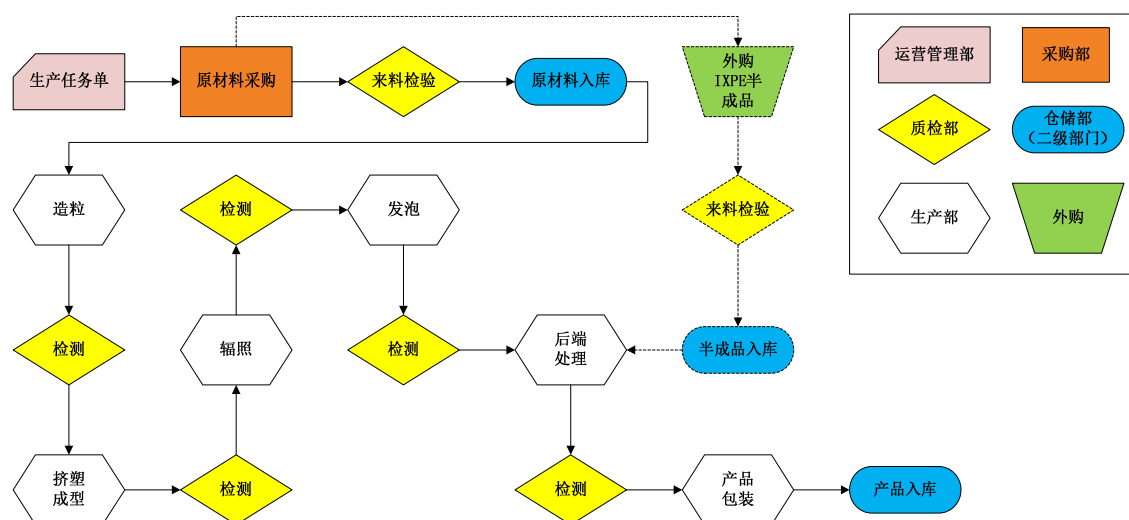 生产任务单
原材料采购
来料检验
原材料入库
外购
IXPE半
成品
运营管理部
采购部
质检部
仓储部
（二级部门）
生产部
外购
造粒
检测
发泡
来料检验
检测
辐照
检测
后端
处理
半成品入库
挤塑
成型
检测
检测
产品
包装
产品入库